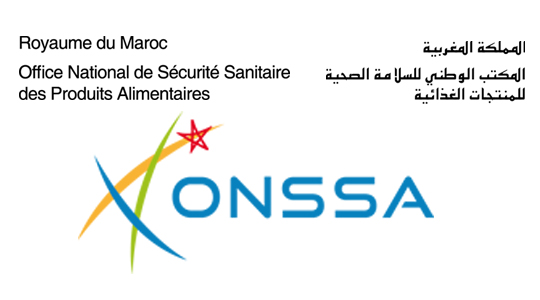 Royaume du Maroc
المملكة المغربية
Office National de Sécurité Sanitaire
des Produits Alimentaires
المكتب الوطني للسلامة الصحية
للمنتجات الغذائية
ONSSA